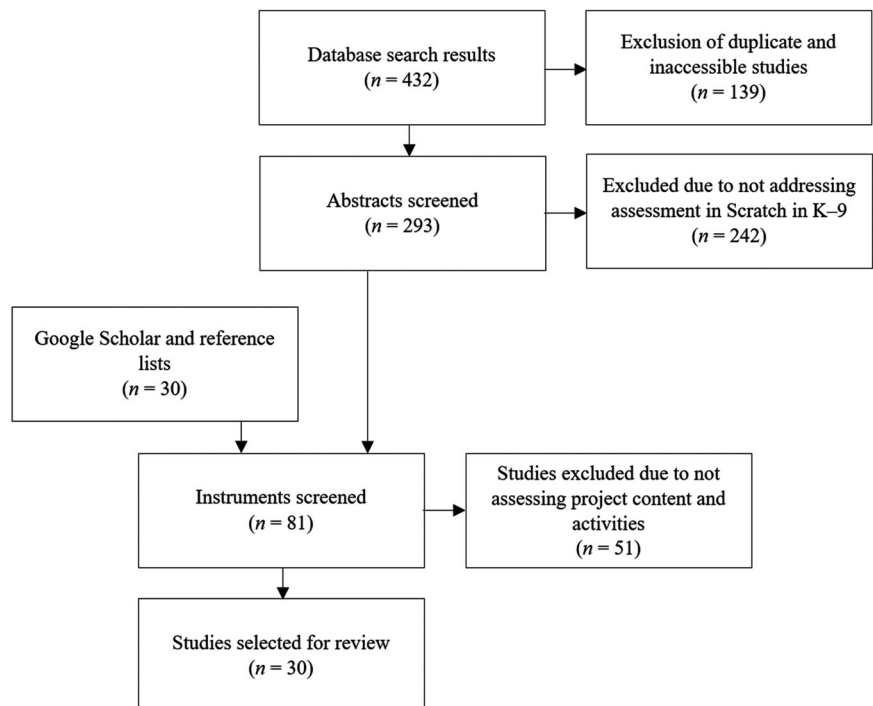 Database search results
(n = 432)
Exclusion of duplicate and
inaccessible studies
(n = 139)
Abstracts screened
(n = 293)
Excluded due to not addressing
assessment in Scratch in K–9
(n = 242)
Google Scholar and reference
lists
(n = 30)
Instruments screened
(n = 81)
Studies excluded due to not
assessing project content and
activities
(n = 51)
Studies selected for review
(n = 30)